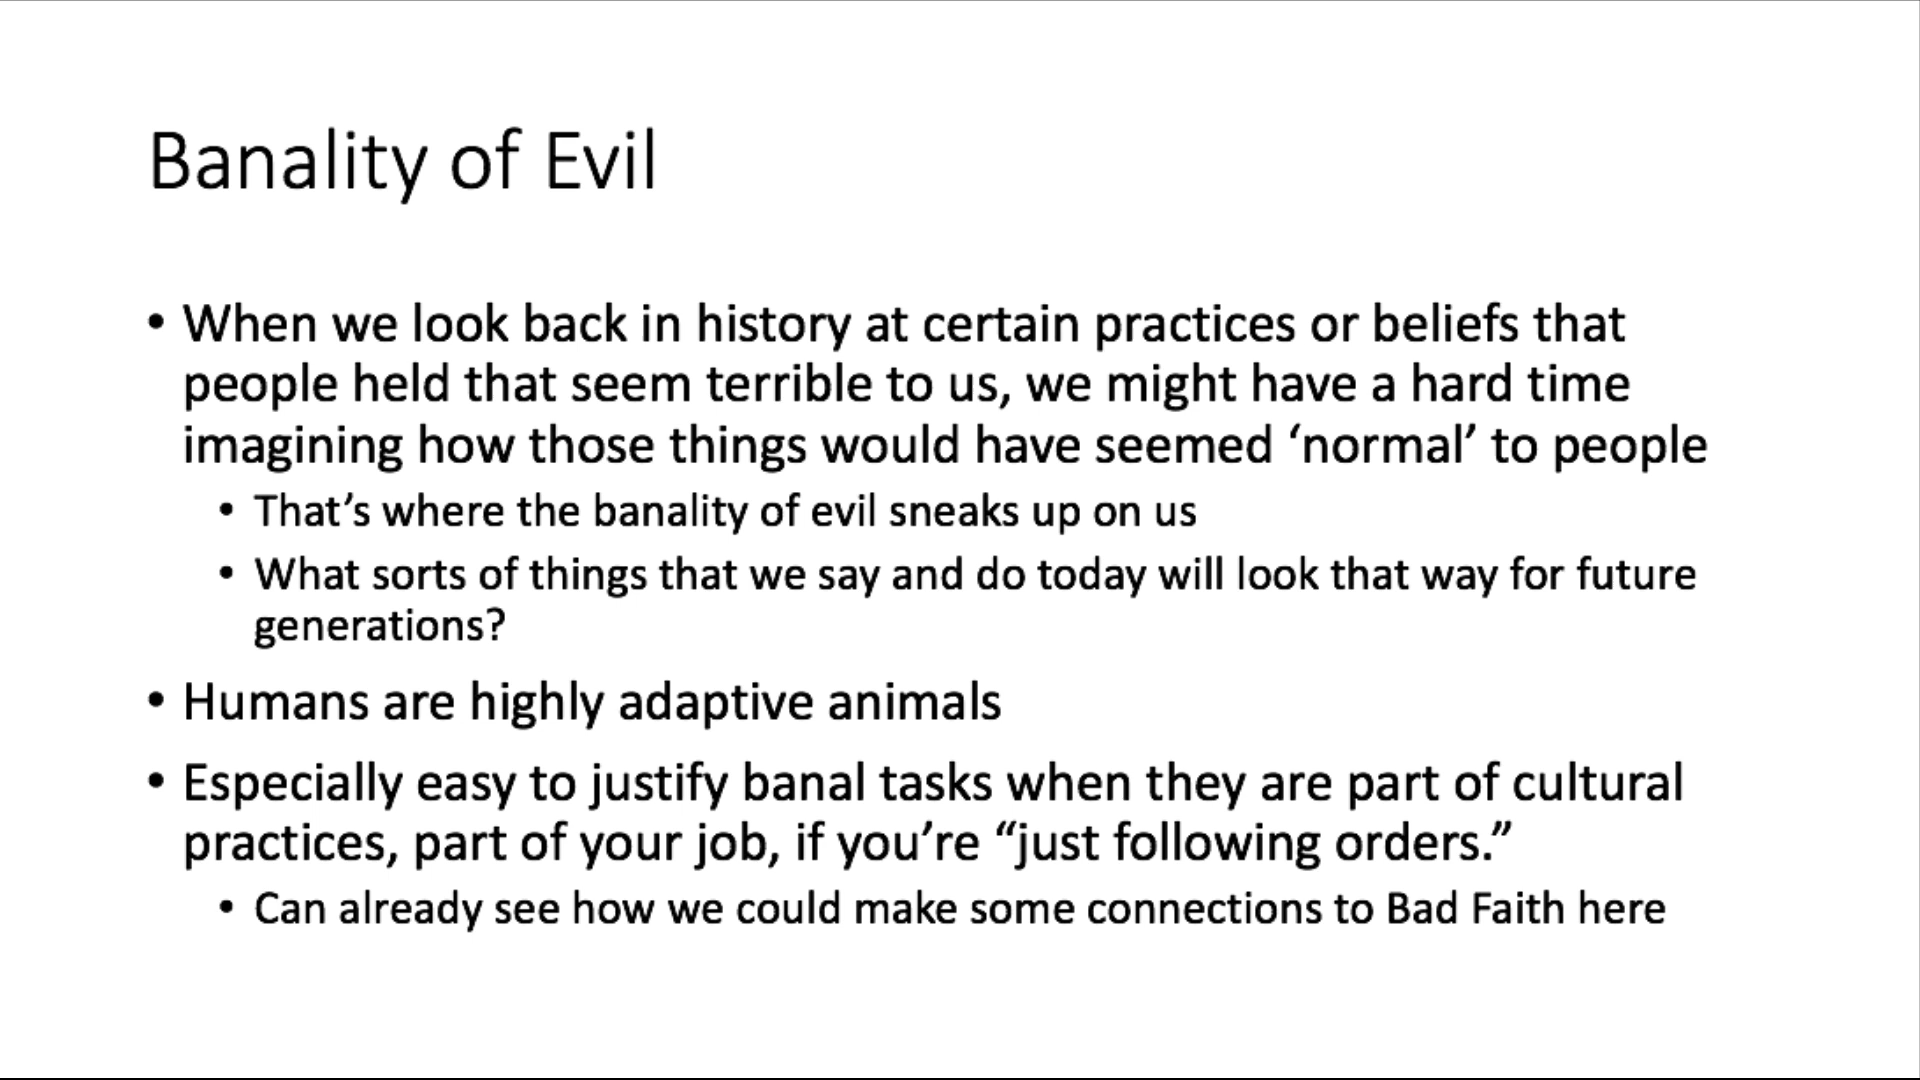 Banality of Evil
• When we look back in history at certain practices or beliefs that
people held that seem terrible to us, we might have a hard time
imagining how those things would have seemed ‘normal’ to people
• That’s where the banality of evil sneaks up on us
• What sorts of things that we say and do today will look that way for future
generations?
• Humans are highly adaptive animals
• Especially easy to justify banal tasks when they are part of cultural
practices, part of your job, if you’re “just following orders.”
• Can already see how we could make some connections to Bad Faith here